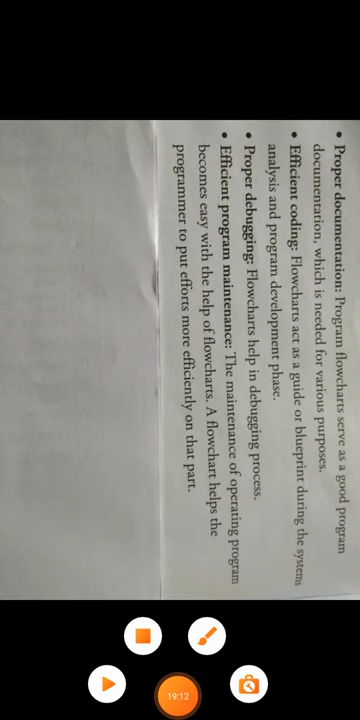 • Proper documentation: Program flowcharts serve as a good program
documentation, which is needed for various purposes.
• Efficient coding: Flowcharts act as a guide or blueprint during the systems
analysis and program development phase.
• Proper debugging: Flowcharts help in debugging process.
• Efficient program maintenance: The maintenance of operating program
becomes easy with the help of flowcharts. A flowchart helps the
programmer to put efforts more efficiently on that part.
19:12